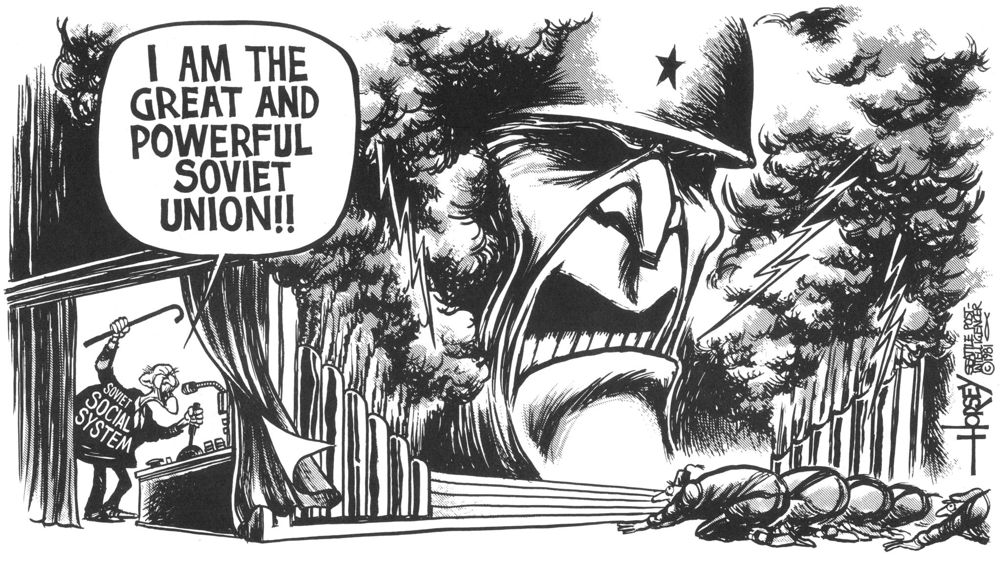 I AM THE
GREAT AND
POWERFUL
SOVIET
UNION!!
SOVIET
SOCIAL
SYSTEM
HORSEY
SEATTLE POST-
INTELLIGENCER
©1981